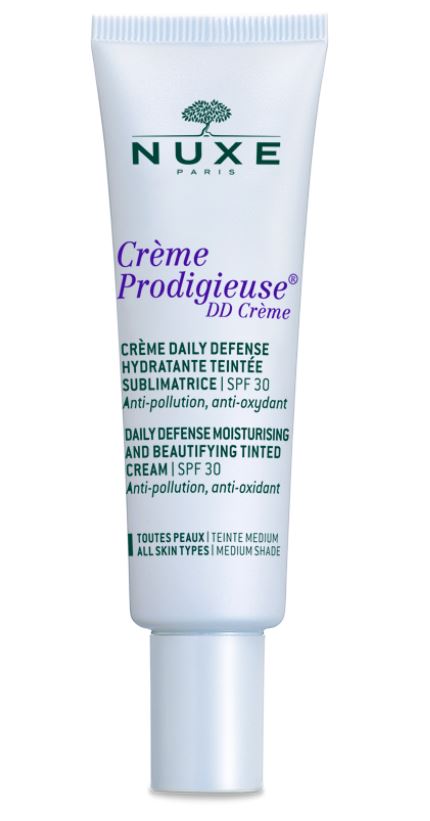 NUXE
PARIS
Crème
Prodigieuse®
DD Crème
CRÈME DAILY DEFENSE
HYDRATANTE TEINTÉE
SUBLIMATRICE | SPF 30
Anti-pollution, anti-oxydant
DAILY DEFENSE MOISTURISING
AND BEAUTIFYING TINTED
CREAM | SPF 30
Anti-pollution, anti-oxidant
TOUTES PEAUX | TEINTE MEDIUM
ALL SKIN TYPES | MEDIUM SHADE